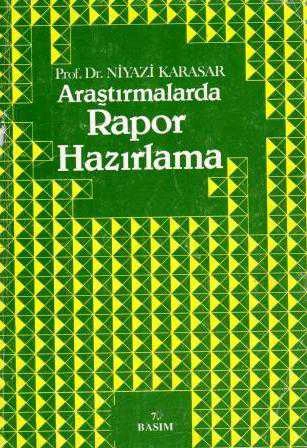 Prof. Dr. NİYAZİ KARASAR
Araştırmalarda
Rapor
Hazırlama
7.
BASIM